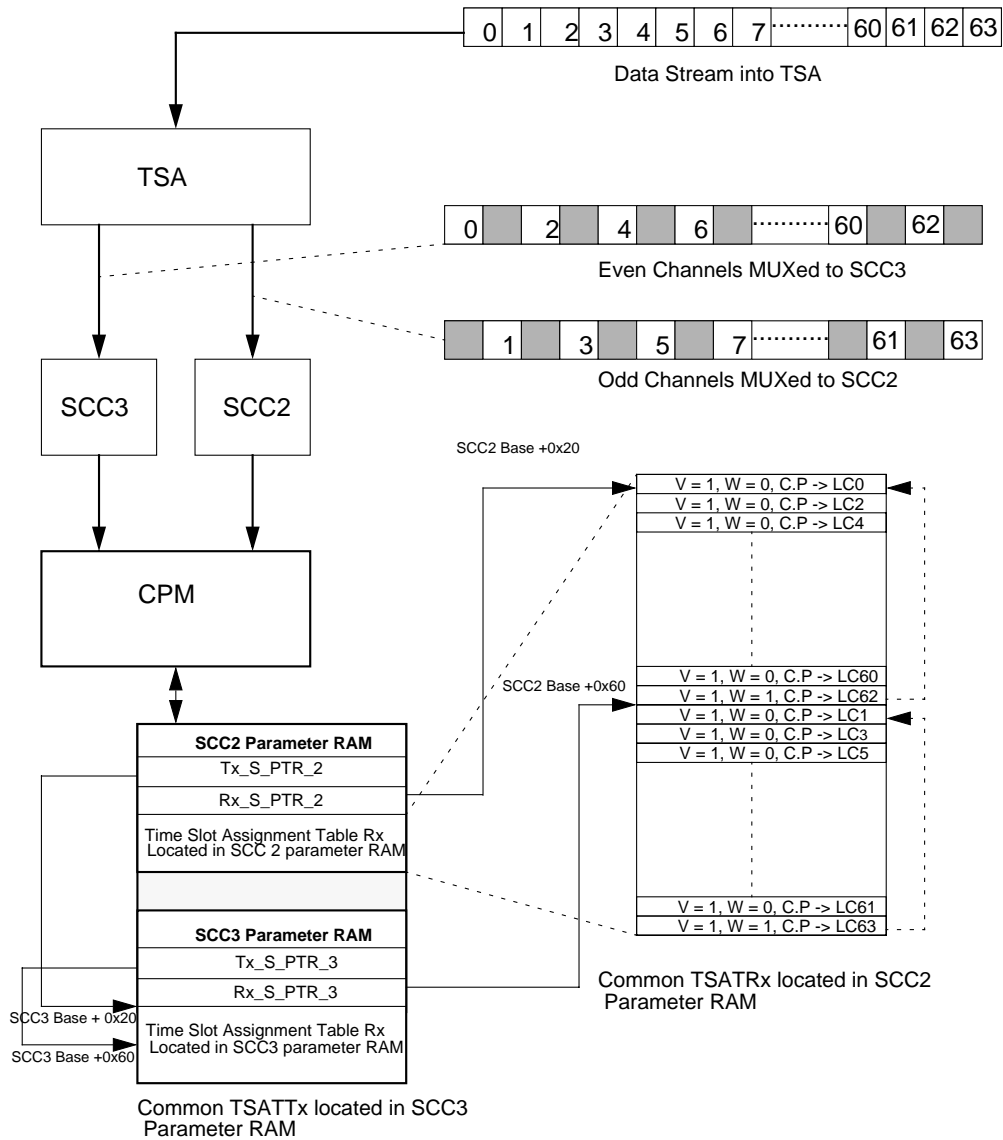 0 1 2 3 4 5 6 7 60 61 62 63
Data Stream into TSA
TSA
0 2 4 6 60 62
Even Channels MUXed to SCC3
1 3 5 7 61 63
Odd Channels MUXed to SCC2
SCC3
SCC2
CPM
SCC2 Base +0x20
V = 1, W = 0, C.P -> LC0
V = 1, W = 0, C.P -> LC2
V = 1, W = 0, C.P -> LC4
SCC2 Base +0x60
V = 1, W = 0, C.P -> LC60
V = 1, W = 1, C.P -> LC62
V = 1, W = 0, C.P -> LC1
V = 1, W = 0, C.P -> LC3
V = 1, W = 0, C.P -> LC5
V = 1, W = 0, C.P -> LC61
V = 1, W = 1, C.P -> LC63
Common TSATRx located in SCC2
Parameter RAM
SCC2 Parameter RAM
Tx_S_PTR_2
Rx_S_PTR_2
Time Slot Assignment Table Rx
Located in SCC 2 parameter RAM
SCC3 Parameter RAM
Tx_S_PTR_3
Rx_S_PTR_3
SCC3 Base + 0x20
Time Slot Assignment Table Rx
Located in SCC3 parameter RAM
SCC3 Base +0x60
Common TSATTx located in SCC3
Parameter RAM